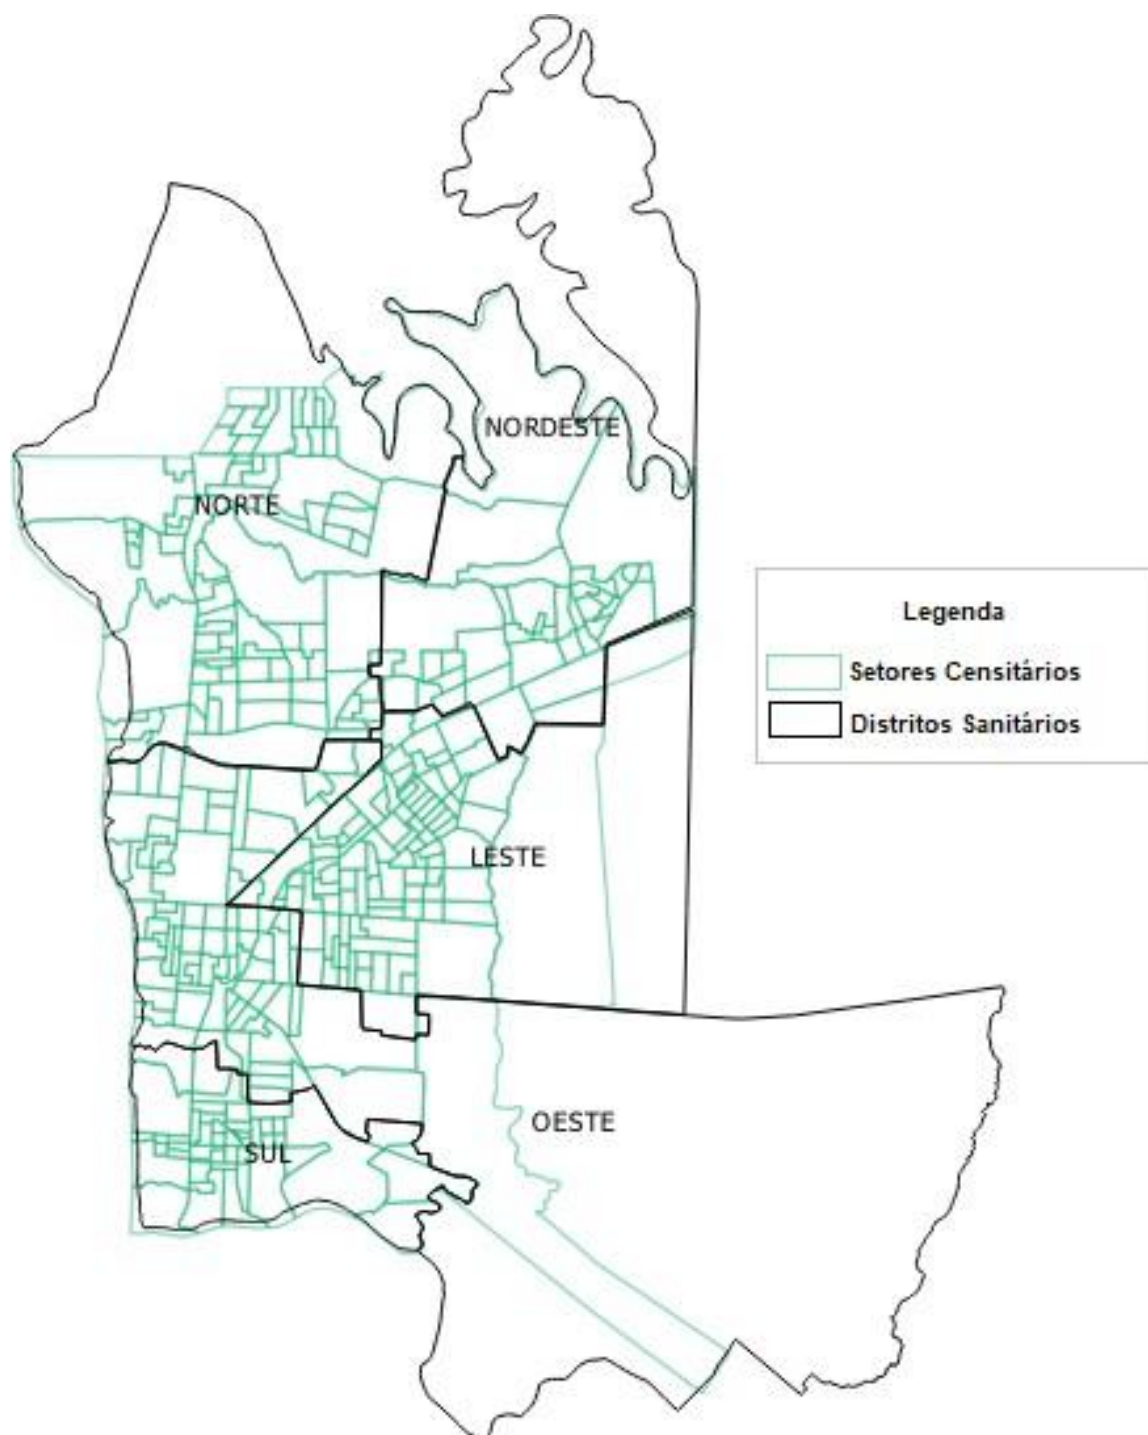 NORDESTE
NORTE
Legenda
Setores Censitários
Distritos Sanitários
LESTE
OESTE
SUL